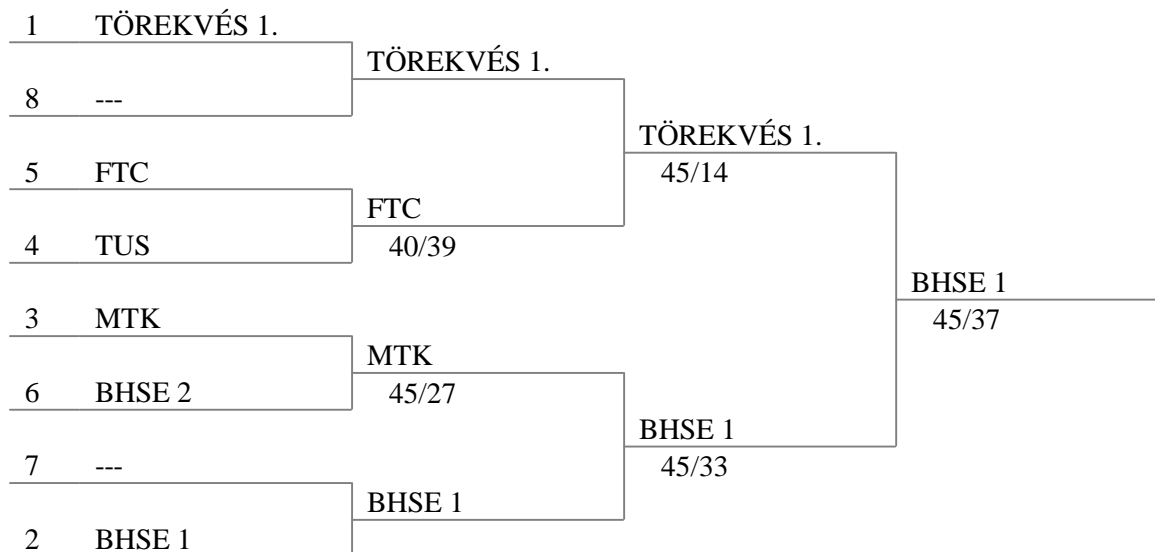 1 TÖREKVÉS 1.
TÖREKVÉS 1.
8 ---
TÖREKVÉS 1.
45/14
5 FTC
FTC
40/39
4 TUS
BHSE 1
45/37
3 MTK
MTK
45/27
6 BHSE 2
BHSE 1
45/33
7 ---
BHSE 1
2 BHSE 1